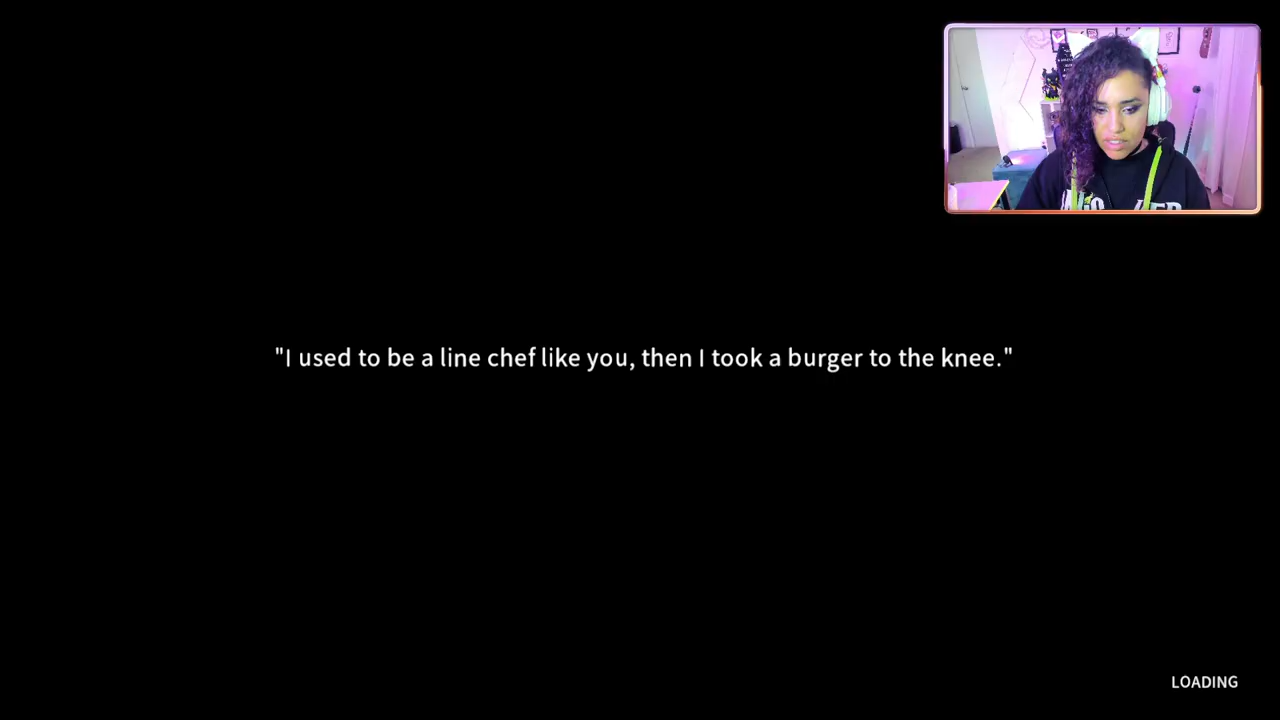 "I used to be a line chef like you, then I took a burger to the knee."
LOADING